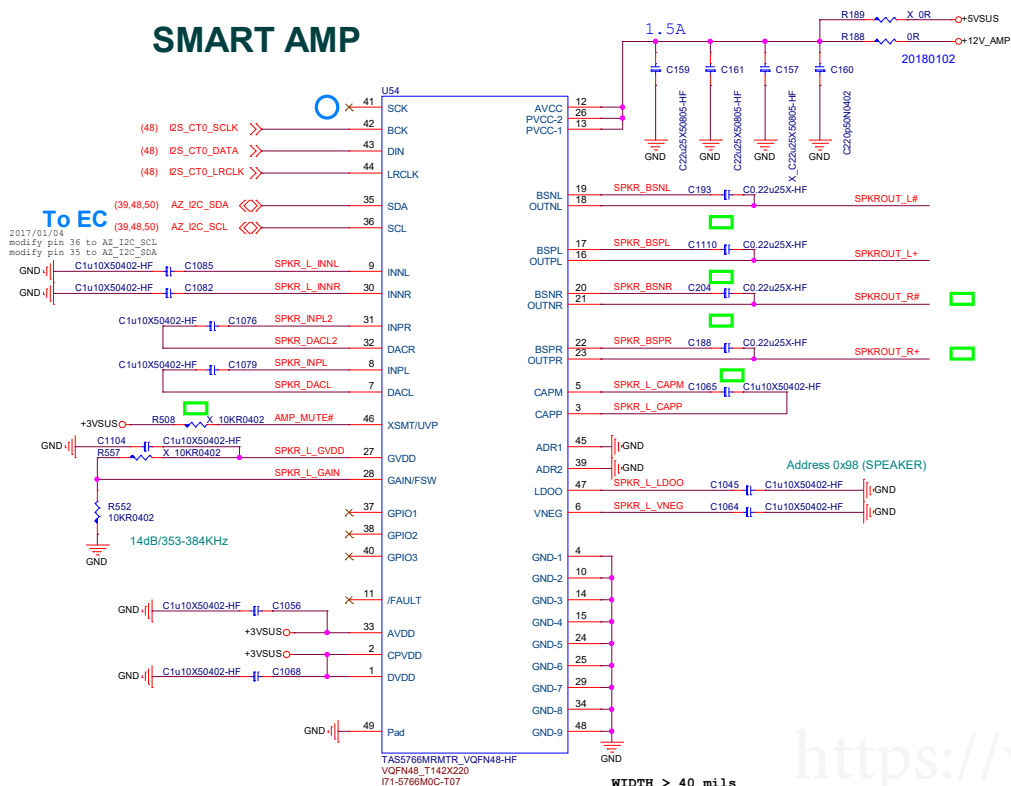 SMART AMP
1.5A
R189 X 0R +5VSUS
R188 0R +12V_AMP
20180102
C159 C161 C157 C160
C22u25X50805-HF
C22u25X50805-HF
X_C22u25X50805-HF
C220p50N0402
GND GND GND GND
U54
41 SCK
(48) I2S_CT0_SCLK 42 BCK
(48) I2S_CT0_DATA 43 DIN
(48) I2S_CT0_LRCLK 44 LRCLK
(39,48,50) AZ_I2C_SDA 35 SDA
To EC (39,48,50) AZ_I2C_SCL 36 SCL
2017/01/04
modify pin 36 to AZ_I2C_SCL
modify pin 35 to AZ_I2C_SDA
GND C1u10X50402-HF C1085 SPKR_L_INNL 9 INNL
GND C1u10X50402-HF C1082 SPKR_L_INNR 30 INNR
C1u10X50402-HF C1076 SPKR_INPL2 31 INPR
SPKR_DACL2 32 DACR
C1u10X50402-HF C1079 SPKR_INPL 8 INPL
SPKR_DACL 7 DACL
+3VSUS R508 X 10KR0402 AMP_MUTE# 46 XSMT/UVP
GND C1104 C1u10X50402-HF
R557 X 10KR0402 SPKR_L_GVDD 27 GVDD
SPKR_L_GAIN 28 GAIN/FSW
R552
10KR0402
GND
14dB/353-384KHz
37 GPIO1
38 GPIO2
40 GPIO3
11 /FAULT
GND C1u10X50402-HF C1056
+3VSUS 33 AVDD
+3VSUS 2 CPVDD
GND C1u10X50402-HF C1068 1 DVDD
GND 49 Pad
AVCC 12
PVCC-2 26
PVCC-1 13
BSNL 19 SPKR_BSNL C193 C0.22u25X-HF
OUTNL 18 SPKROUT_L#
BSPL 17 SPKR_BSPL C1110 C0.22u25X-HF
OUTPL 16 SPKROUT_L+
BSNR 20 SPKR_BSNR C204 C0.22u25X-HF
OUTNR 21 SPKROUT_R#
BSPR 22 SPKR_BSPR C188 C0.22u25X-HF
OUTPR 23 SPKROUT_R+
CAPM 5 SPKR_L_CAPM C1065 C1u10X50402-HF
CAPP 3 SPKR_L_CAPP
ADR1 45 GND
ADR2 39 GND
Address 0x98 (SPEAKER)
LDOO 47 SPKR_L_LDOO C1045 C1u10X50402-HF GND
VNEG 6 SPKR_L_VNEG C1064 C1u10X50402-HF GND
GND-1 4
GND-2 10
GND-3 14
GND-4 15
GND-5 24
GND-6 25
GND-7 29
GND-8 34
GND-9 48
GND
TAS5766MRMTR_VQFN48-HF
VQFN48_T142X220
I71-5766M0C-T07
WIDTH > 40 mils
https://